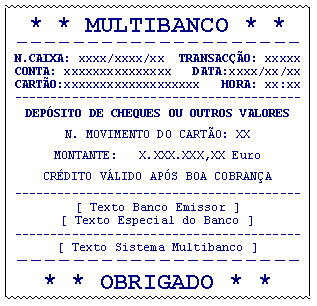 * * MULTIBANCO * *
N.CAIXA: xxxx/xxxx/xx TRANSACÇÃO: xxxxx
CONTA: xxxxxxxxxxxxxxx DATA:xxxx/xx/xx
CARTÃO:xxxxxxxxxxxxxxxxxxx HORA: xx:xx
DEPÓSITO DE CHEQUES OU OUTROS VALORES
N. MOVIMENTO DO CARTÃO: XX
MONTANTE: X.XXX.XXX,XX Euro
CRÉDITO VÁLIDO APÓS BOA COBRANÇA
[ Texto Banco Emissor ]
[ Texto Especial do Banco ]
[ Texto Sistema Multibanco ]
* * OBRIGADO * *